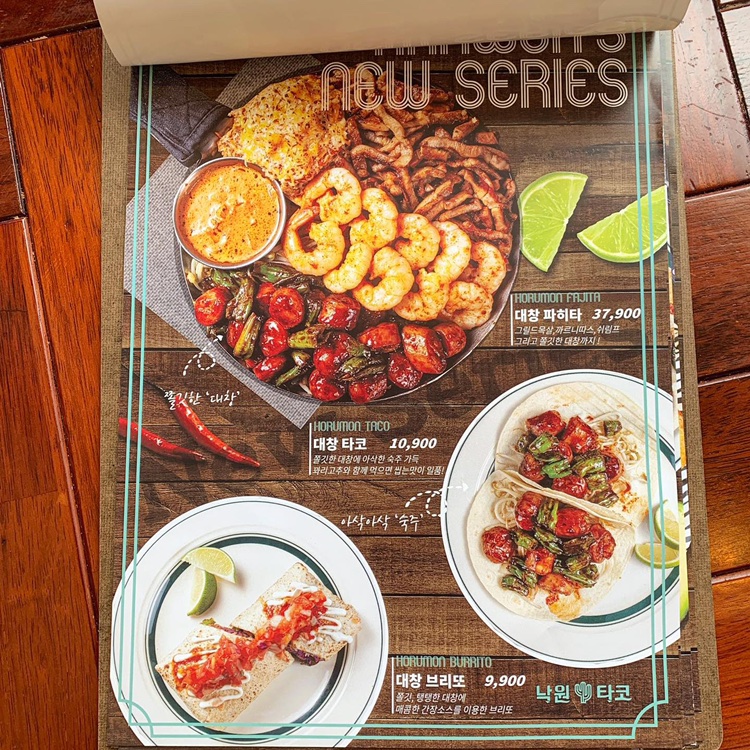 NEW SERIES
HORUMON FAJITA
대창 파히타 37,900
그릴드목살,까르니따스,쉬림프
그리고 쫄깃한 대창까지!
쫄깃한 '대창'
HORUMON TACO
대창 타코 10,900
쫄깃한 대창에 아삭한 숙주 가득
꽈리고추와 함께 먹으면 씹는맛이 일품!
아삭아삭 '숙주'
HORUMON BURRITO
대창 브리또 9,900
쫄깃, 탱탱한 대창에
매콤한 간장소스를 이용한 브리또
낙원 타코